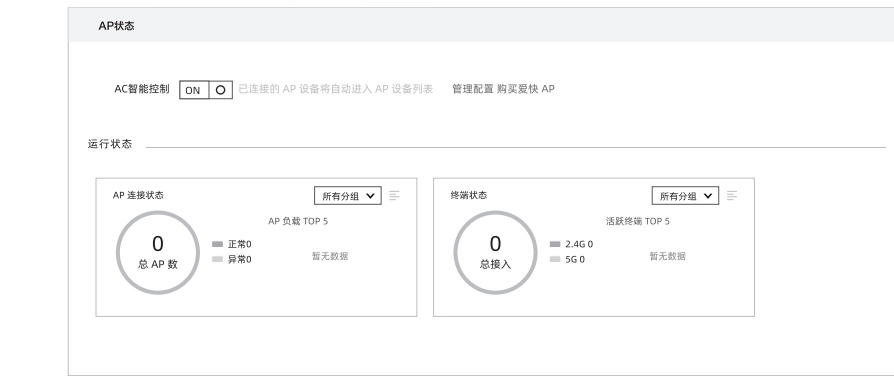 AP状态
AC智能控制 ON 已连接的 AP 设备将自动进入 AP 设备列表 管理配置 购买爱快 AP
运行状态
AP 连接状态 所有分组
AP 负载 TOP 5
0
总 AP 数
正常0
异常0
暂无数据
终端状态 所有分组
活跃终端 TOP 5
0
总接入
2.4G 0
5G 0
暂无数据